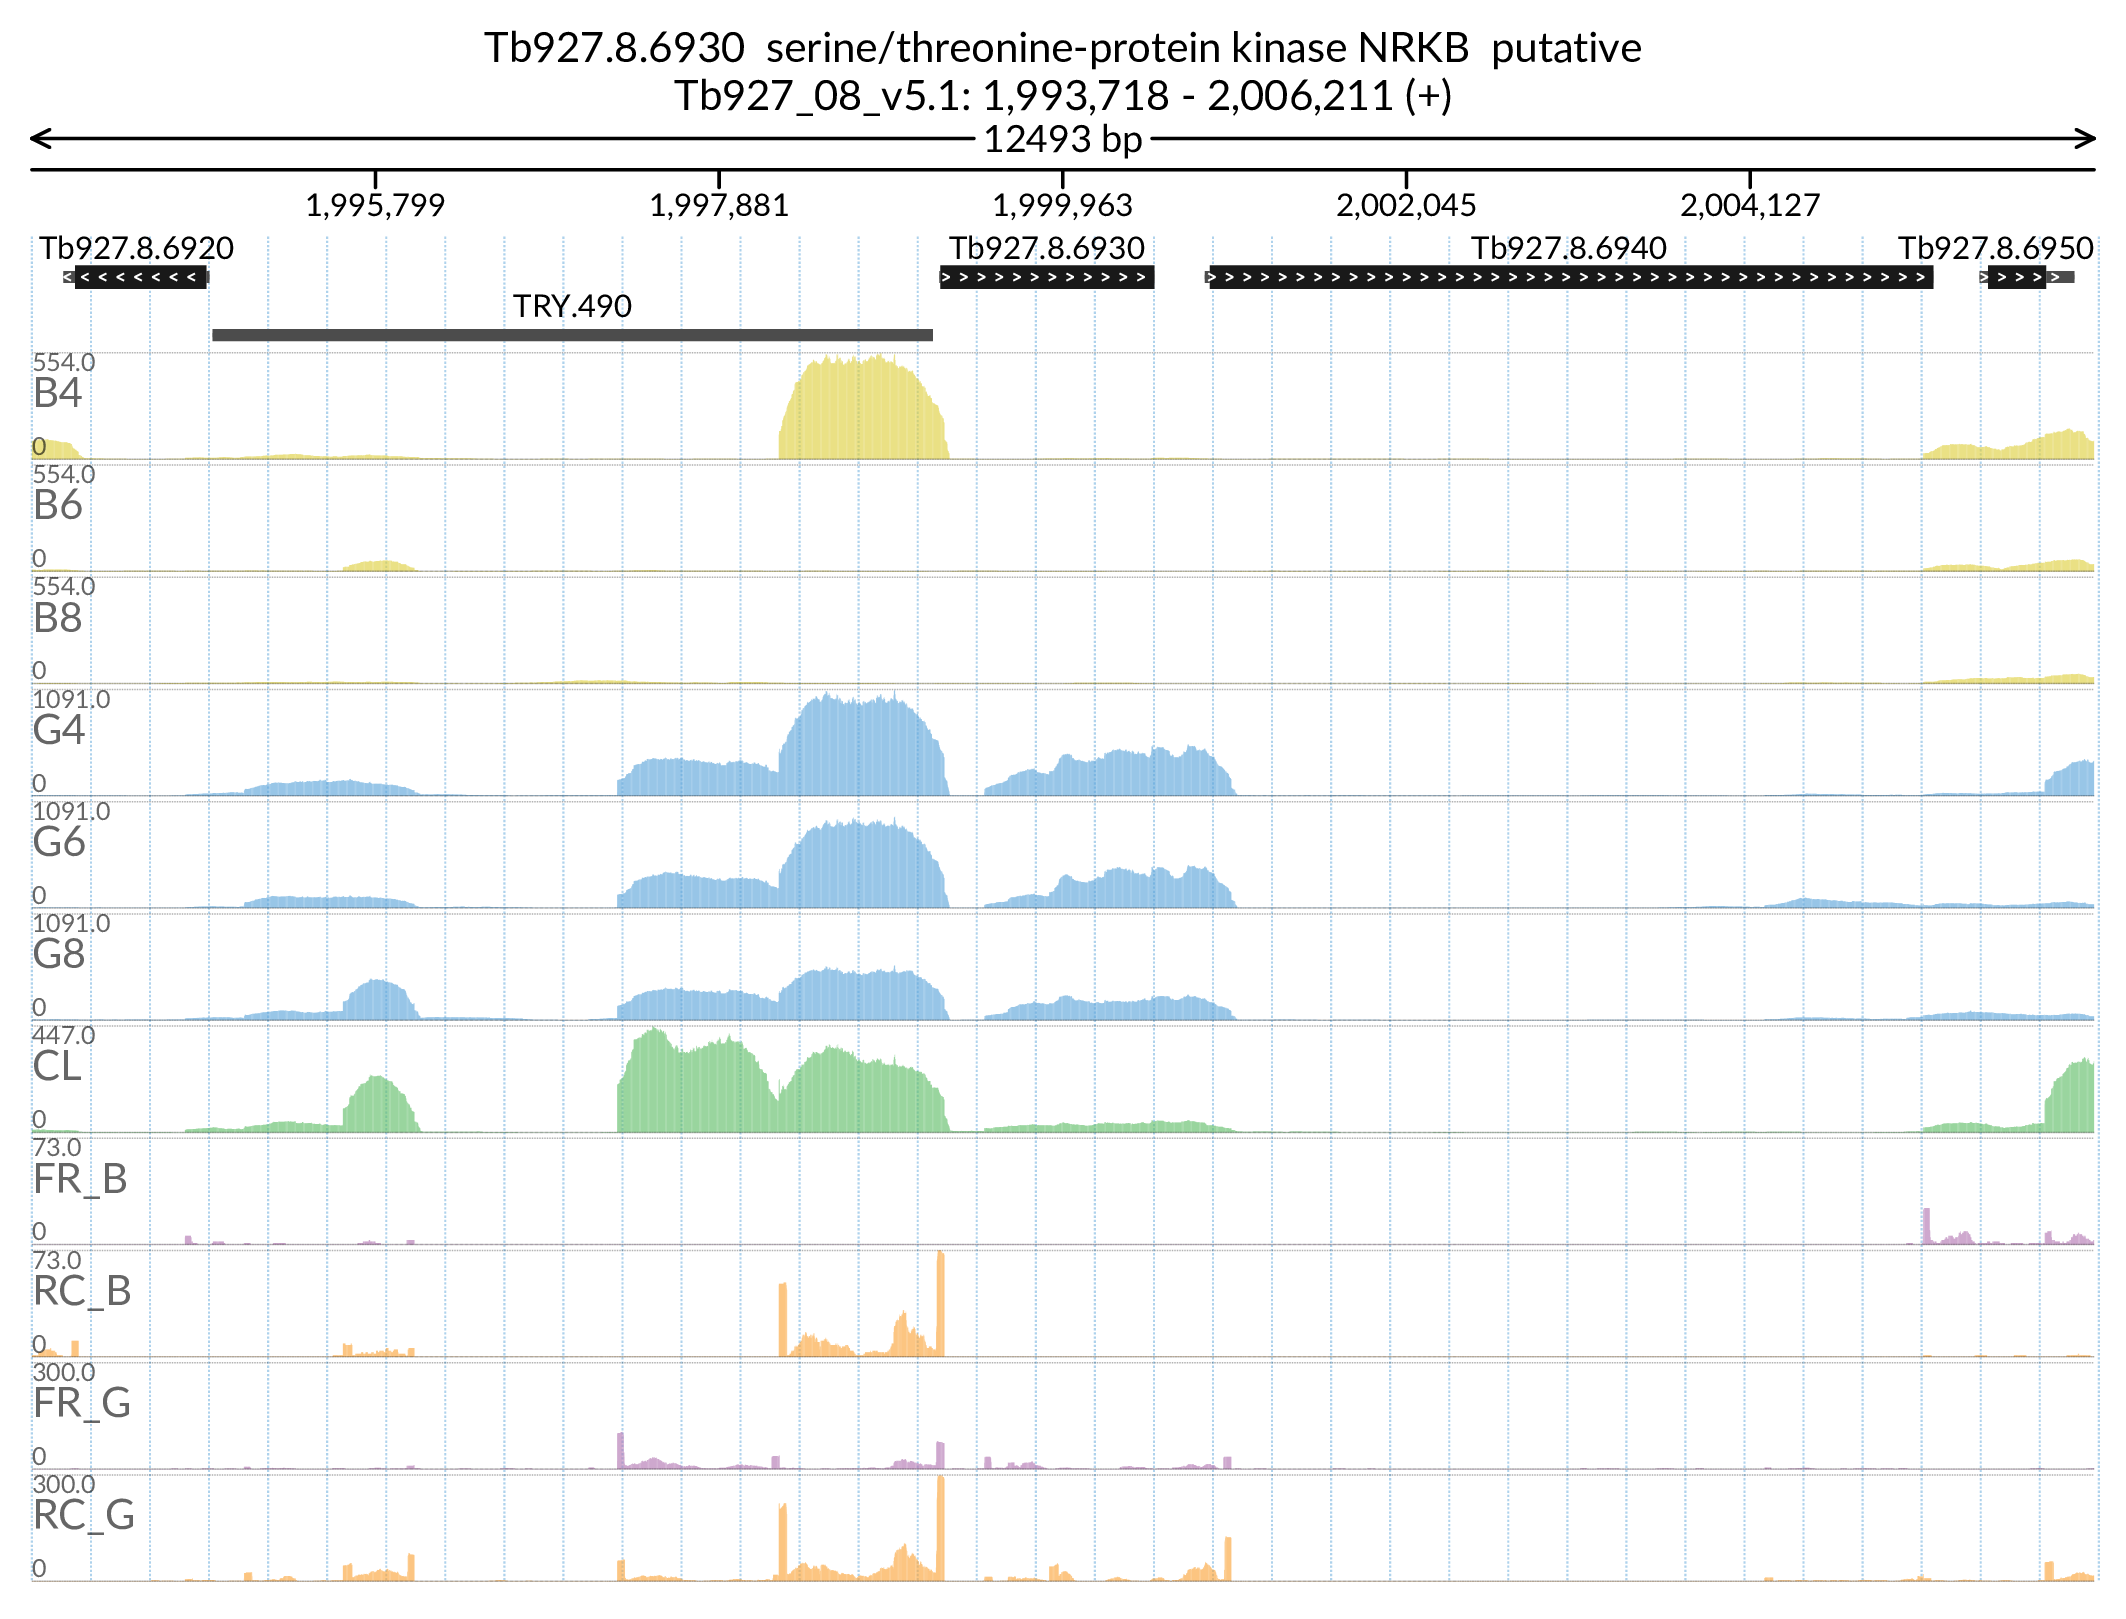 Tb927.8.6930  serine/threonine-protein kinase NRKB  putative
Tb927_08_v5.1: 1,993,718 - 2,006,211 (+)
12493 bp
1,995,799 1,997,881 1,999,963 2,002,045 2,004,127
Tb927.8.6920 Tb927.8.6930 Tb927.8.6940 Tb927.8.6950
TRY.490
554.0
B4
0
554.0
B6
0
554.0
B8
0
1091.0
G4
0
1091.0
G6
0
1091.0
G8
0
447.0
CL
0
73.0
FR_B
0
73.0
RC_B
0
300.0
FR_G
0
300.0
RC_G
0